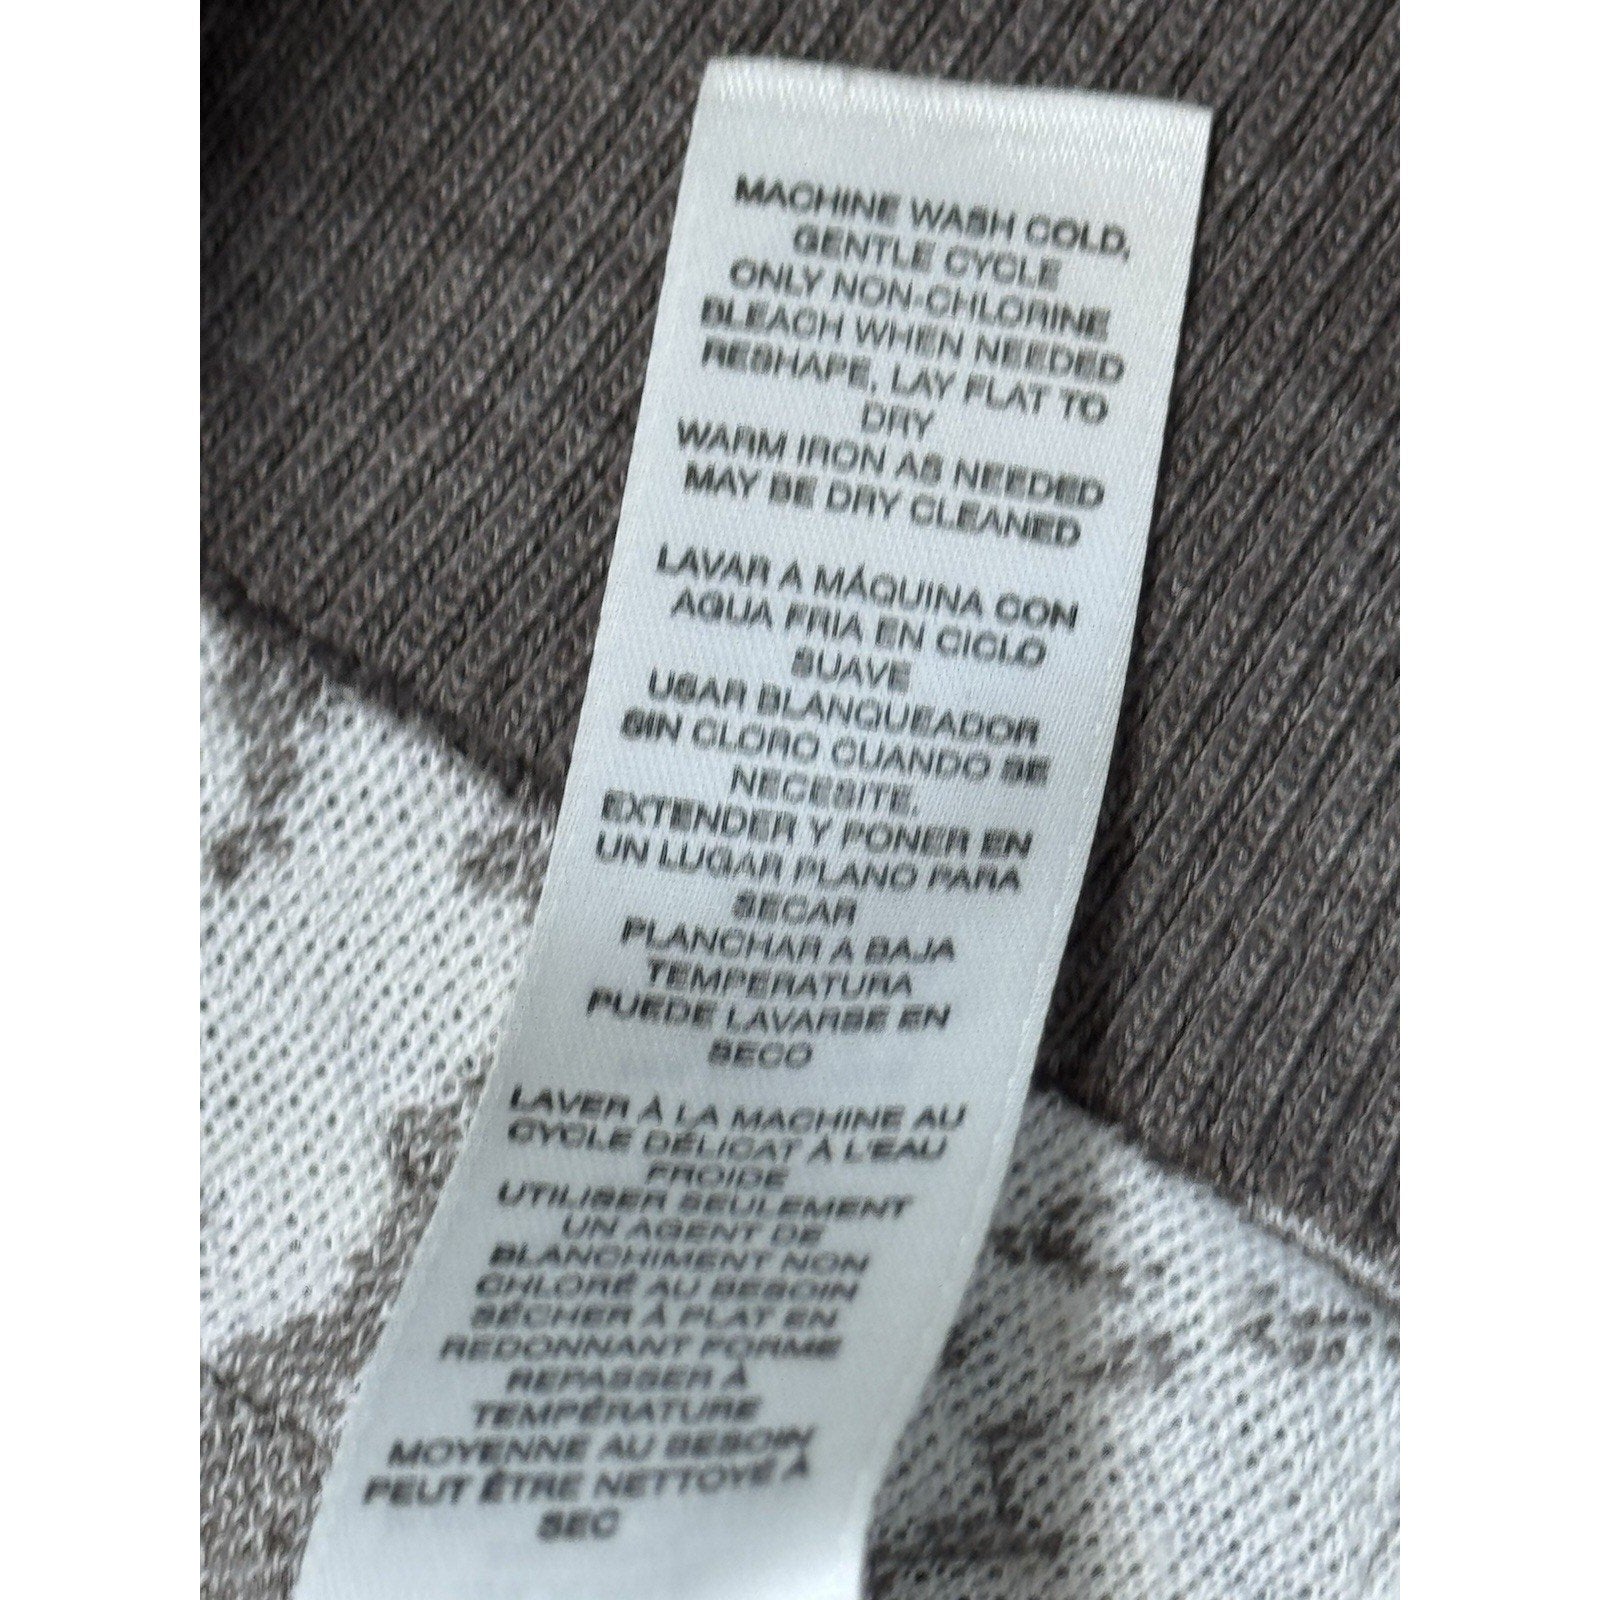 MACHINE WASH COLD,
GENTLE CYCLE
ONLY NON-CHLORINE
BLEACH WHEN NEEDED
RESHAPE, LAY FLAT TO
DRY
WARM IRON AS NEEDED
MAY BE DRY CLEANED
LAVAR A MÁQUINA CON
AGUA FRIA EN CICLO
SUAVE
USAR BLANQUEADOR
SIN CLORO CUANDO SE
NECESITE.
EXTENDER Y PONER EN
UN LUGAR PLANO PARA
SECAR
PLANCHAR A BAJA
TEMPERATURA
PUEDE LAVARSE EN
SECO
LAVER À LA MACHINE AU
CYCLE DÉLICAT À L'EAU
FROIDE
UTILISER SEULEMENT
UN AGENT DE
BLANCHIMENT NON
CHLORÉ AU BESOIN
SÉCHER À PLAT EN
REDONNANT FORME
REPASSER À
TEMPÉRATURE
MOYENNE AU BESOIN
PEUT ÊTRE NETTOYÉ À
SEC